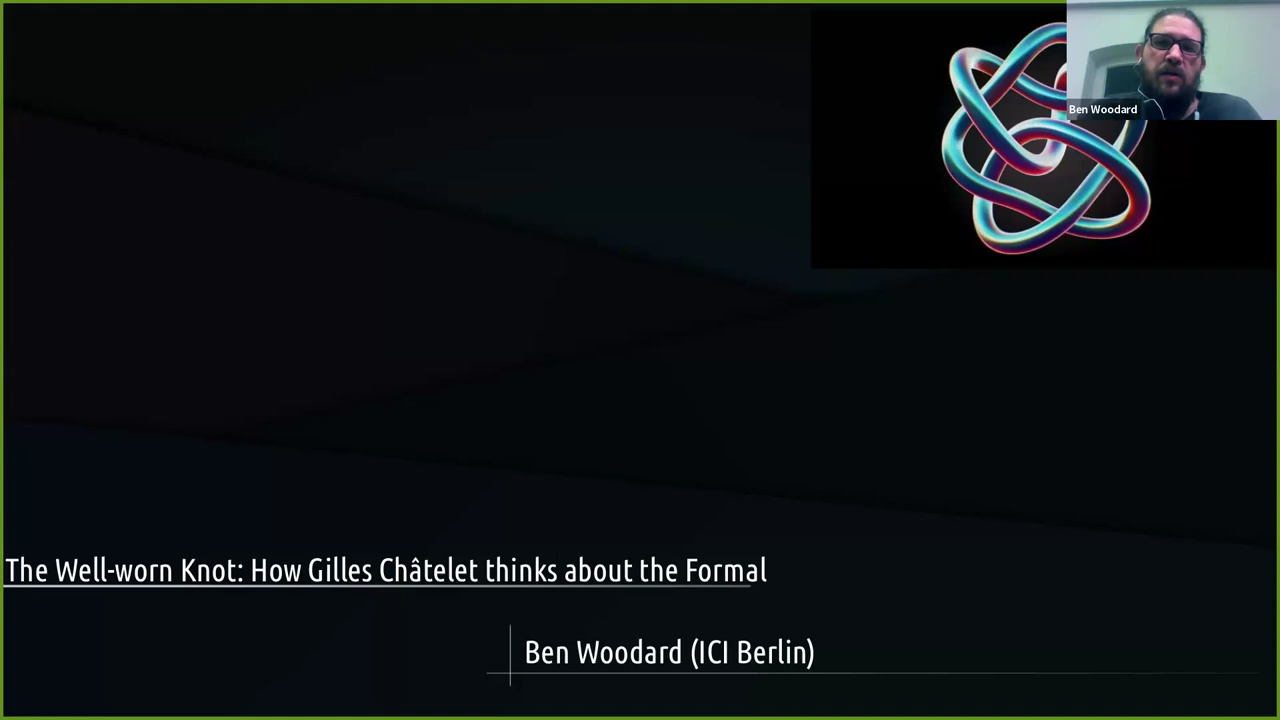 Ben Woodard
The Well-worn Knot: How Gilles Châtelet thinks about the Formal
Ben Woodard (ICI Berlin)